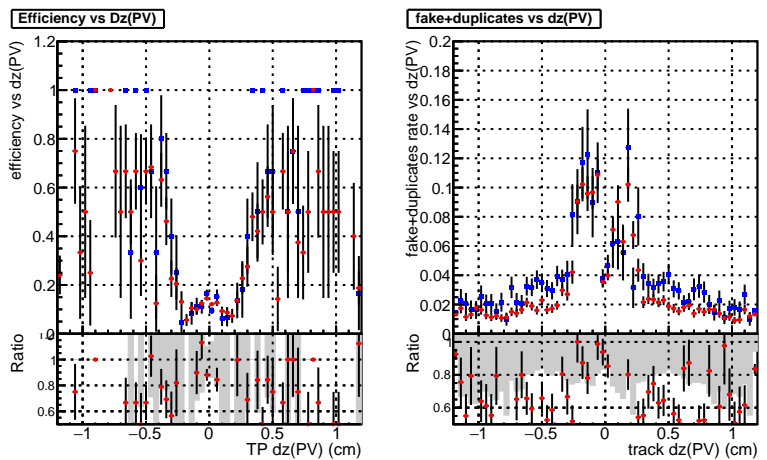 Efficiency vs Dz(PV)
efficiency vs dz(PV)
1.2
1
0.8
0.6
0.4
0.2
0
Ratio
1
0.8
0.6
−1 −0.5 0 0.5 1
TP dz(PV) (cm)
fake+duplicates vs dz(PV)
fake+duplicates rate vs dz(PV)
0.2
0.18
0.16
0.14
0.12
0.1
0.08
0.06
0.04
0.02
0
Ratio
0.8
0.6
−1 −0.5 0 0.5 1
track dz(PV) (cm)